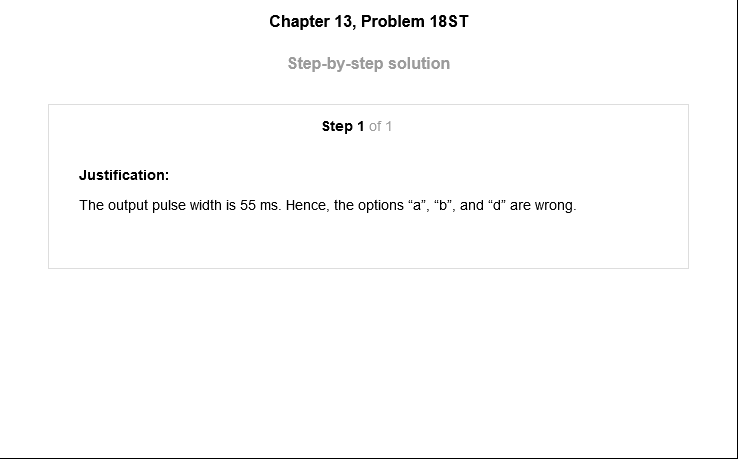 Chapter 13, Problem 18ST
Step-by-step solution
Step 1 of 1
Justification:
The output pulse width is 55 ms. Hence, the options “a”, “b”, and “d” are wrong.